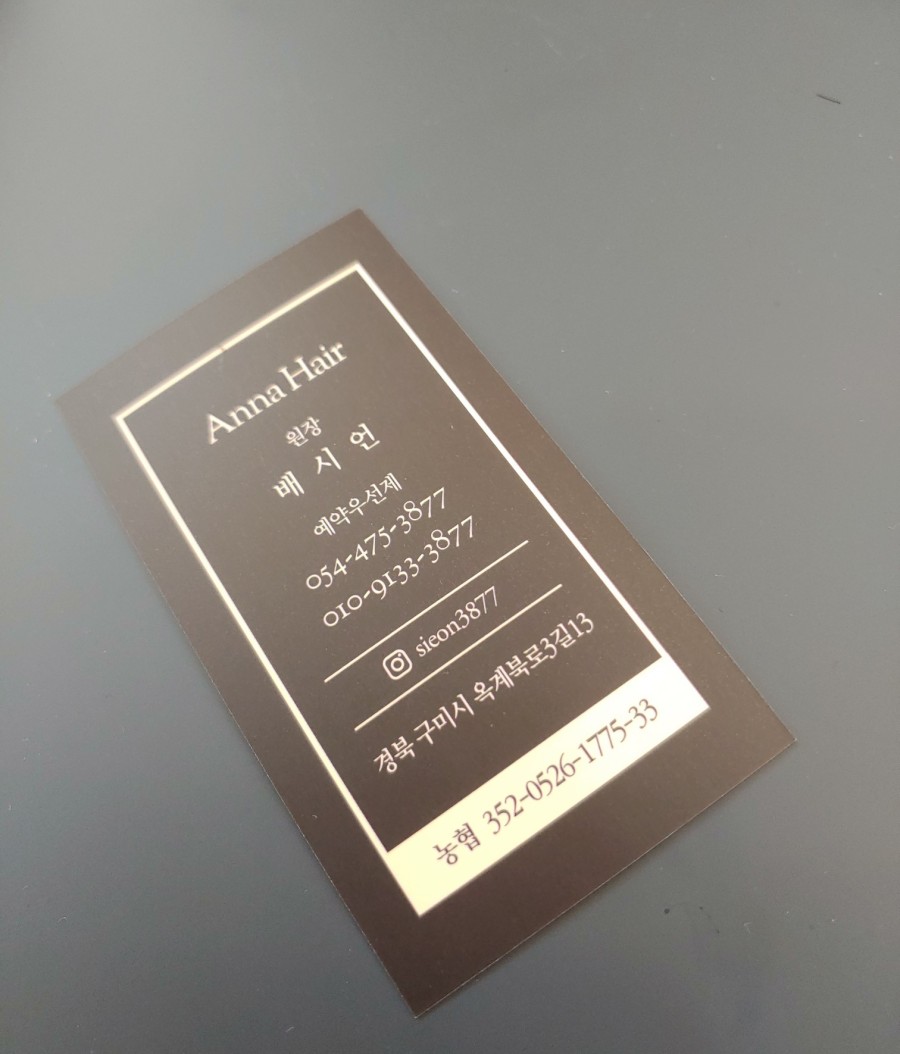 Anna Hair
원장
배 시 언
예약우선제
054-475-3877
010-9133-3877
sieon3877
경북 구미시 옥계북로3길13
농협 352-0526-1775-33